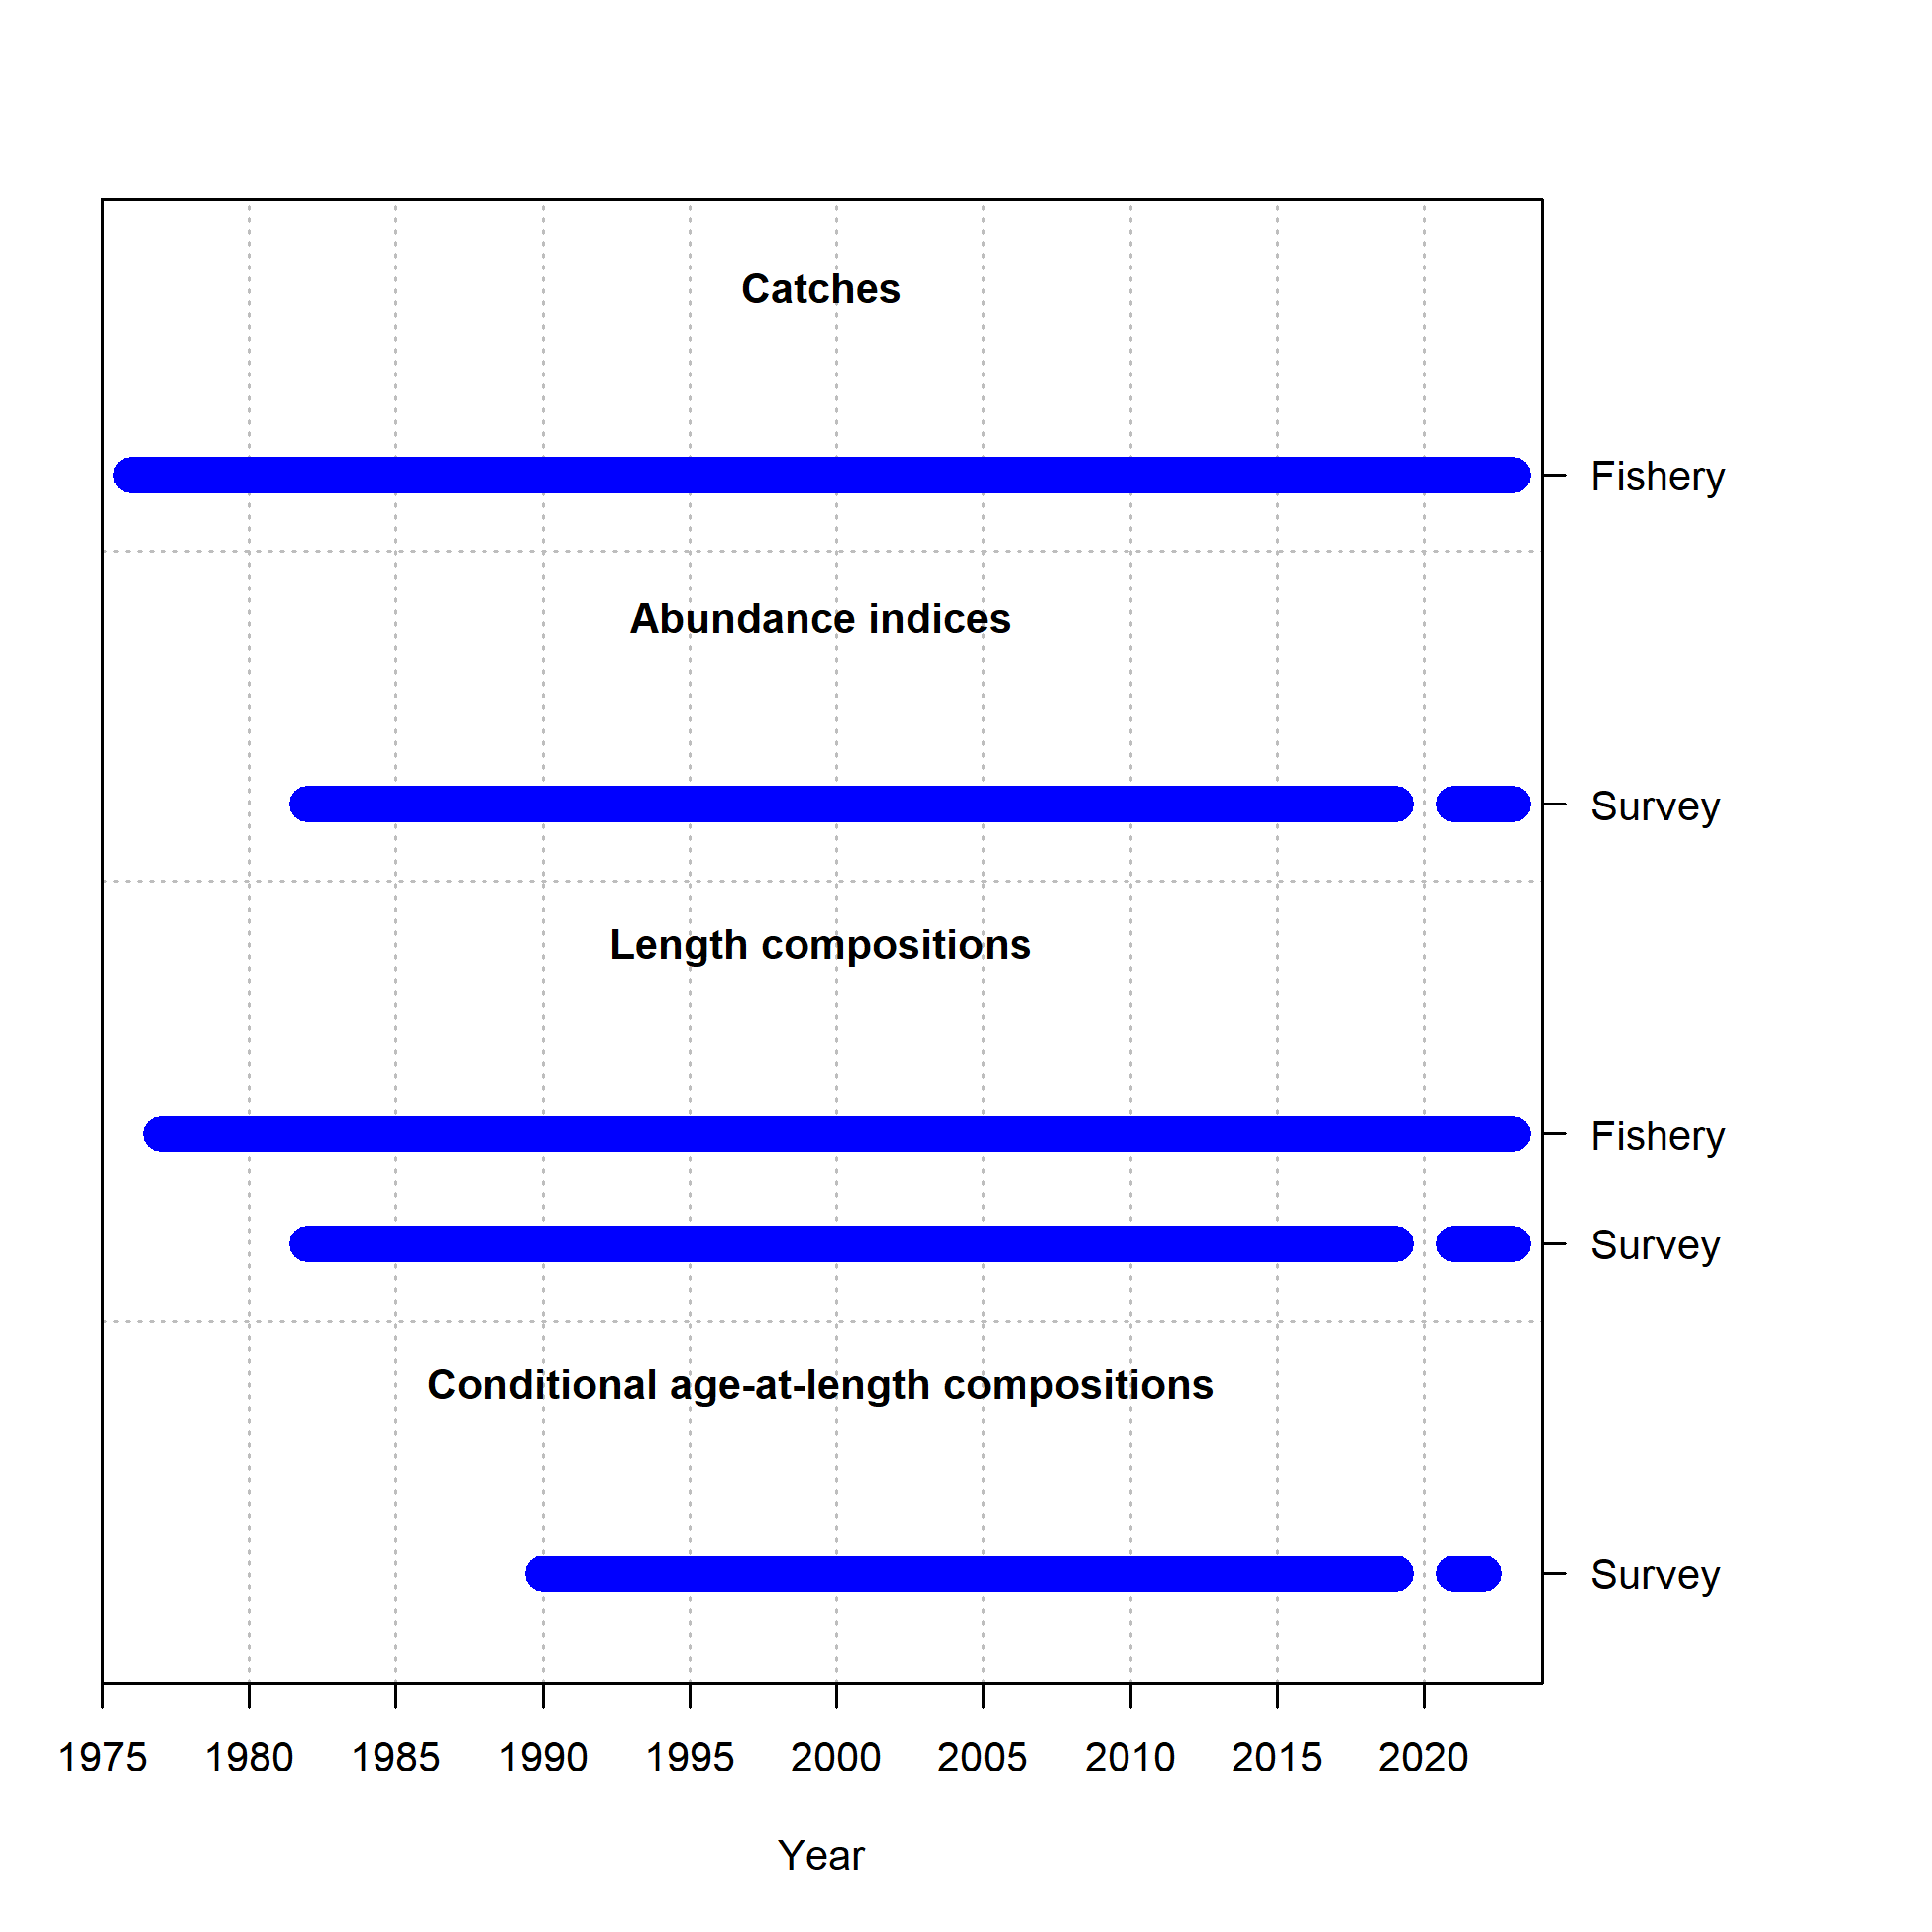 Catches
Fishery
Abundance indices
Survey
Length compositions
Fishery
Survey
Conditional age-at-length compositions
Survey
1975 1980 1985 1990 1995 2000 2005 2010 2015 2020
Year